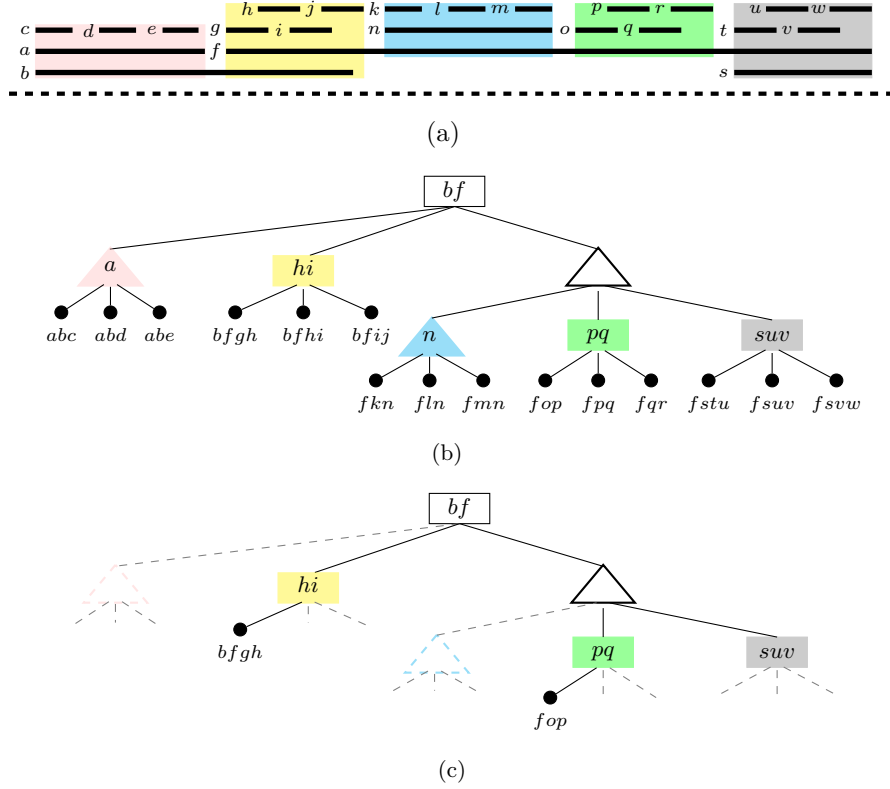 h j k l m p r u w
c d e g i n o q t v
a f
b s
(a)
bf
a hi
n pq suv
abc abd abe bfgh bfhi bfij
fkn fln fmn fop fpq fqr fstu fsuv fsvw
(b)
bf
hi
bfgh pq suv
fop
(c)